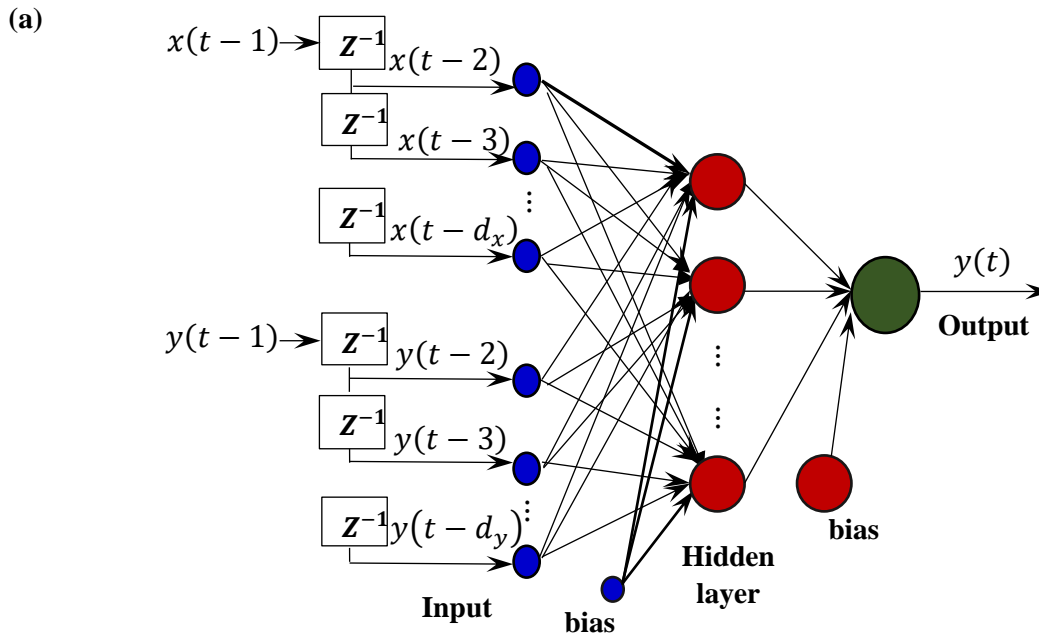 (a)
x(t − 1)
Z⁻¹
x(t − 2)
Z⁻¹
x(t − 3)
⋮
Z⁻¹
x(t − dₓ)
y(t)
Output
y(t − 1)
Z⁻¹
y(t − 2)
⋮
Z⁻¹
y(t − 3)
⋮
⋮
Z⁻¹
y(t − d_y)
bias
Hidden
layer
Input
bias